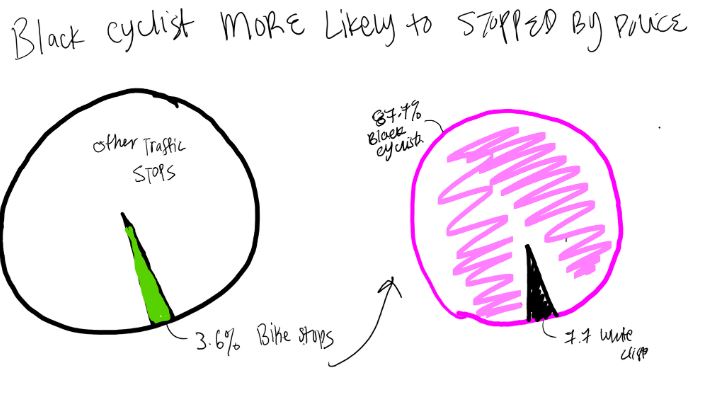 Black cyclist MORE Likely to STOPPED By POLICE
other Traffic
STOPS
87.7%
Black
cyclists
3.6% Bike stops
7.7 white